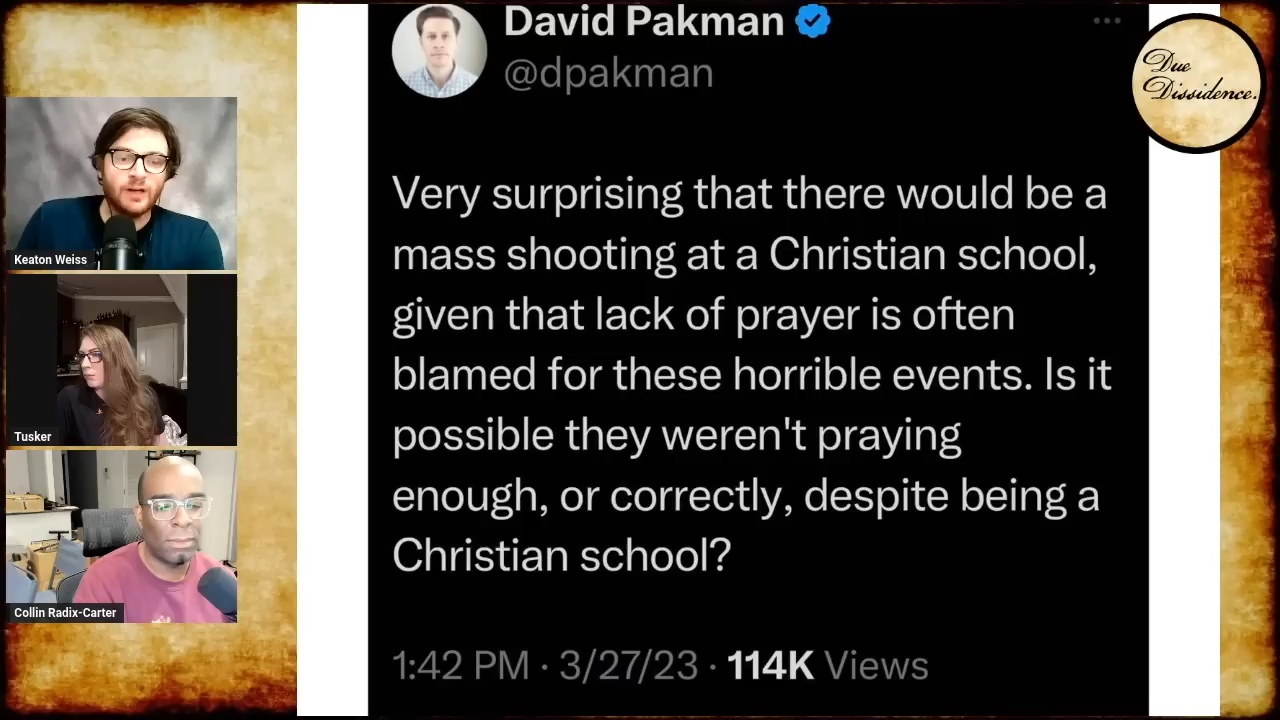 David Pakman
@dpakman
Very surprising that there would be a
mass shooting at a Christian school,
given that lack of prayer is often
blamed for these horrible events. Is it
possible they weren't praying
enough, or correctly, despite being a
Christian school?
1:42 PM · 3/27/23 · 114K Views
Due
Dissidence.
Keaton Weiss
Tusker
Collin Radix-Carter